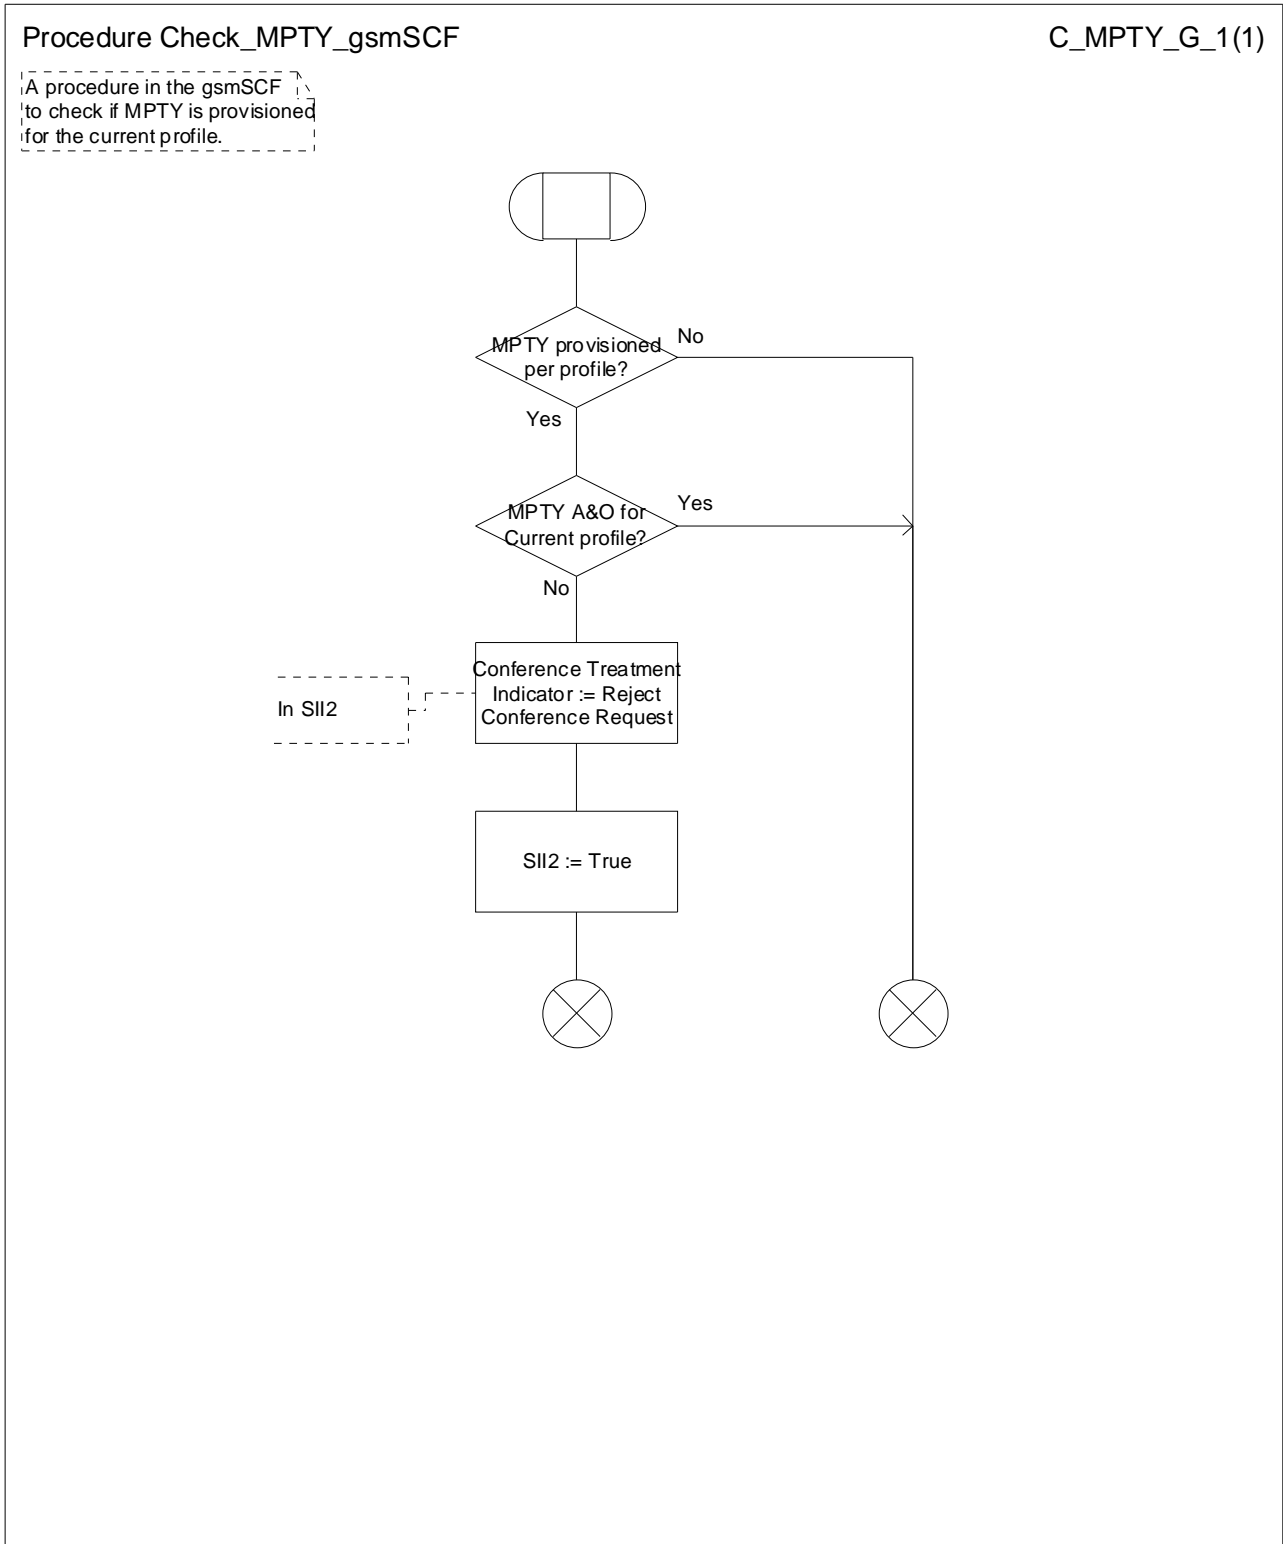 Procedure Check_MPTY_gsmSCF
C_MPTY_G_1(1)
A procedure in the gsmSCF
to check if MPTY is provisioned
for the current profile.
MPTY provisioned
per profile?
No
Yes
MPTY A&O for
Current profile?
Yes
No
Conference Treatment
Indicator := Reject
Conference Request
In SII2
SII2 := True